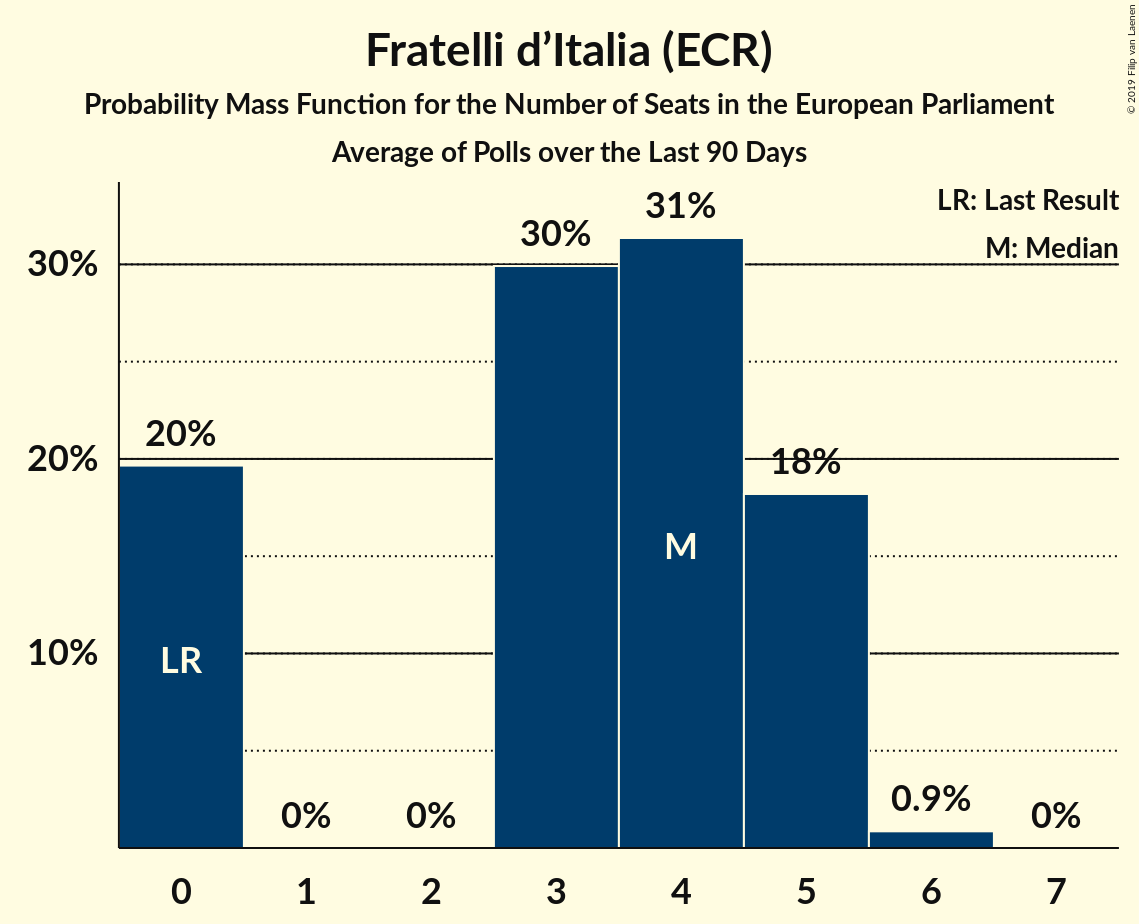 Fratelli d’Italia (ECR)
Probability Mass Function for the Number of Seats in the European Parliament
Average of Polls over the Last 90 Days
© 2019 Filip van Laenen
LR: Last Result
M: Median
30%
20%
10%
20%
0%
0%
30%
31%
18%
0.9%
0%
LR
M
0 1 2 3 4 5 6 7